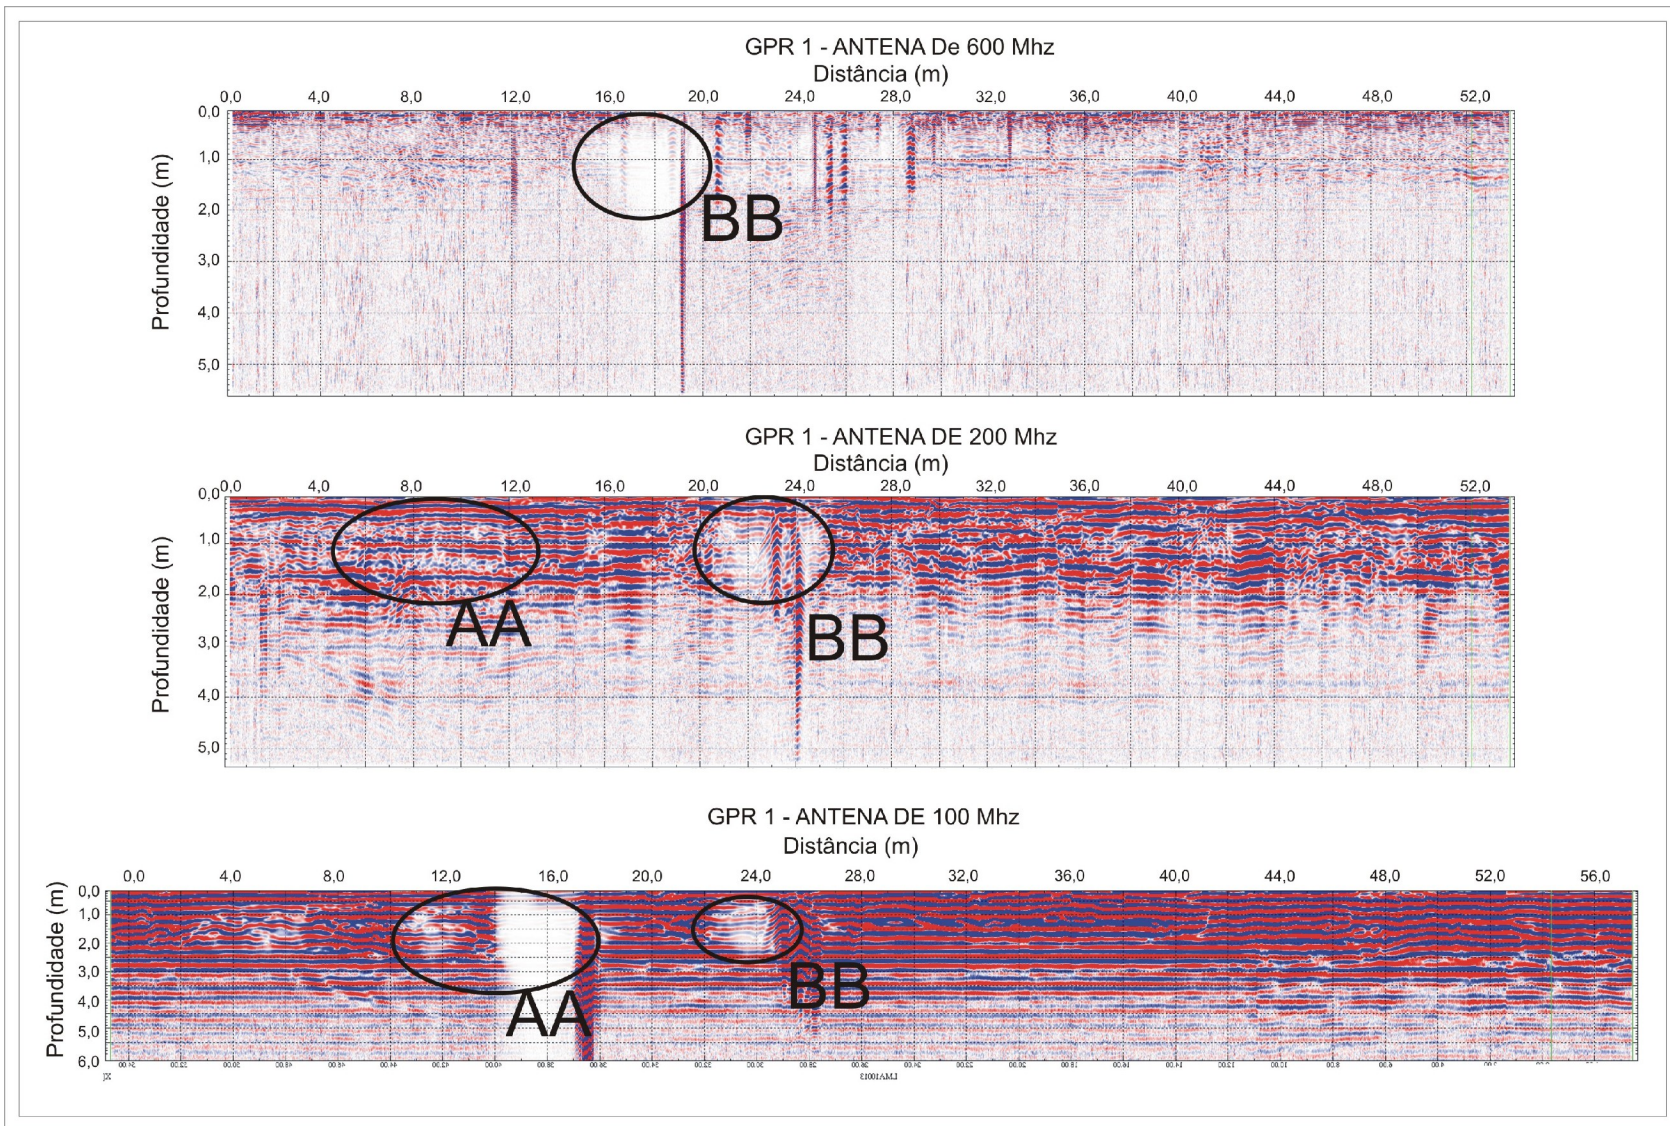 GPR 1 - ANTENA De 600 Mhz
Distância (m)
0,0 4,0 8,0 12,0 16,0 20,0 24,0 28,0 32,0 36,0 40,0 44,0 48,0 52,0
Profundidade (m)
0,0
1,0
2,0
3,0
4,0
5,0
BB
GPR 1 - ANTENA DE 200 Mhz
Distância (m)
0,0 4,0 8,0 12,0 16,0 20,0 24,0 28,0 32,0 36,0 40,0 44,0 48,0 52,0
Profundidade (m)
0,0
1,0
2,0
3,0
4,0
5,0
AA
BB
GPR 1 - ANTENA DE 100 Mhz
Distância (m)
0,0 4,0 8,0 12,0 16,0 20,0 24,0 28,0 32,0 36,0 40,0 44,0 48,0 52,0 56,0
Profundidade (m)
0,0
1,0
2,0
3,0
4,0
5,0
6,0
AA
BB